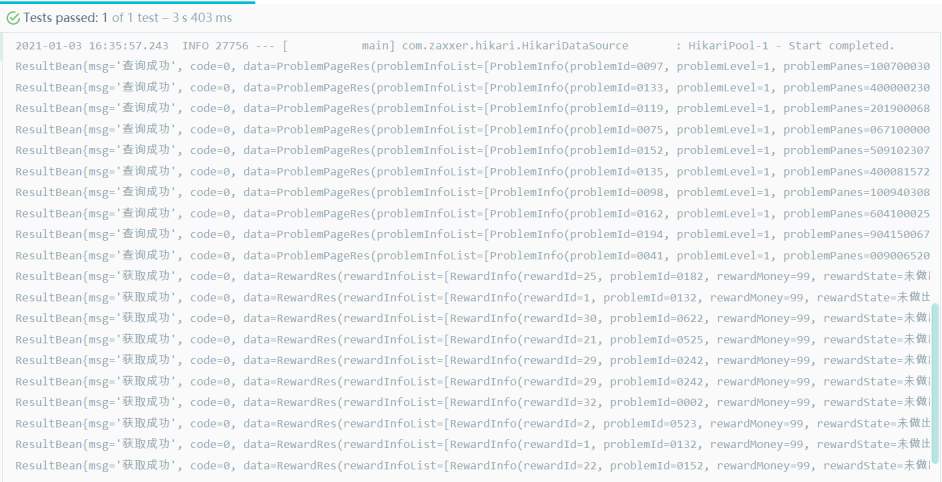 Tests passed: 1 of 1 test – 3 s 403 ms
2021-01-03 16:35:57.243  INFO 27756 --- [           main] com.zaxxer.hikari.HikariDataSource       : HikariPool-1 - Start completed.
ResultBean{msg='查询成功', code=0, data=ProblemPageRes(problemInfoList=[ProblemInfo(problemId=0097, problemLevel=1, problemPanes=100700030
ResultBean{msg='查询成功', code=0, data=ProblemPageRes(problemInfoList=[ProblemInfo(problemId=0133, problemLevel=1, problemPanes=400000230
ResultBean{msg='查询成功', code=0, data=ProblemPageRes(problemInfoList=[ProblemInfo(problemId=0119, problemLevel=1, problemPanes=201900068
ResultBean{msg='查询成功', code=0, data=ProblemPageRes(problemInfoList=[ProblemInfo(problemId=0075, problemLevel=1, problemPanes=067100000
ResultBean{msg='查询成功', code=0, data=ProblemPageRes(problemInfoList=[ProblemInfo(problemId=0152, problemLevel=1, problemPanes=509102307
ResultBean{msg='查询成功', code=0, data=ProblemPageRes(problemInfoList=[ProblemInfo(problemId=0135, problemLevel=1, problemPanes=400081572
ResultBean{msg='查询成功', code=0, data=ProblemPageRes(problemInfoList=[ProblemInfo(problemId=0098, problemLevel=1, problemPanes=100940308
ResultBean{msg='查询成功', code=0, data=ProblemPageRes(problemInfoList=[ProblemInfo(problemId=0162, problemLevel=1, problemPanes=604100025
ResultBean{msg='查询成功', code=0, data=ProblemPageRes(problemInfoList=[ProblemInfo(problemId=0194, problemLevel=1, problemPanes=904150067
ResultBean{msg='查询成功', code=0, data=ProblemPageRes(problemInfoList=[ProblemInfo(problemId=0041, problemLevel=1, problemPanes=009006520
ResultBean{msg='获取成功', code=0, data=RewardRes(rewardInfoList=[RewardInfo(rewardId=25, problemId=0182, rewardMoney=99, rewardState=未做
ResultBean{msg='获取成功', code=0, data=RewardRes(rewardInfoList=[RewardInfo(rewardId=1, problemId=0132, rewardMoney=99, rewardState=未做出
ResultBean{msg='获取成功', code=0, data=RewardRes(rewardInfoList=[RewardInfo(rewardId=30, problemId=0622, rewardMoney=99, rewardState=未做
ResultBean{msg='获取成功', code=0, data=RewardRes(rewardInfoList=[RewardInfo(rewardId=21, problemId=0525, rewardMoney=99, rewardState=未做
ResultBean{msg='获取成功', code=0, data=RewardRes(rewardInfoList=[RewardInfo(rewardId=29, problemId=0242, rewardMoney=99, rewardState=未做
ResultBean{msg='获取成功', code=0, data=RewardRes(rewardInfoList=[RewardInfo(rewardId=29, problemId=0242, rewardMoney=99, rewardState=未做
ResultBean{msg='获取成功', code=0, data=RewardRes(rewardInfoList=[RewardInfo(rewardId=32, problemId=0002, rewardMoney=99, rewardState=未做
ResultBean{msg='获取成功', code=0, data=RewardRes(rewardInfoList=[RewardInfo(rewardId=2, problemId=0523, rewardMoney=99, rewardState=未做出
ResultBean{msg='获取成功', code=0, data=RewardRes(rewardInfoList=[RewardInfo(rewardId=1, problemId=0132, rewardMoney=99, rewardState=未做出
ResultBean{msg='获取成功', code=0, data=RewardRes(rewardInfoList=[RewardInfo(rewardId=22, problemId=0152, rewardMoney=99, rewardState=未做